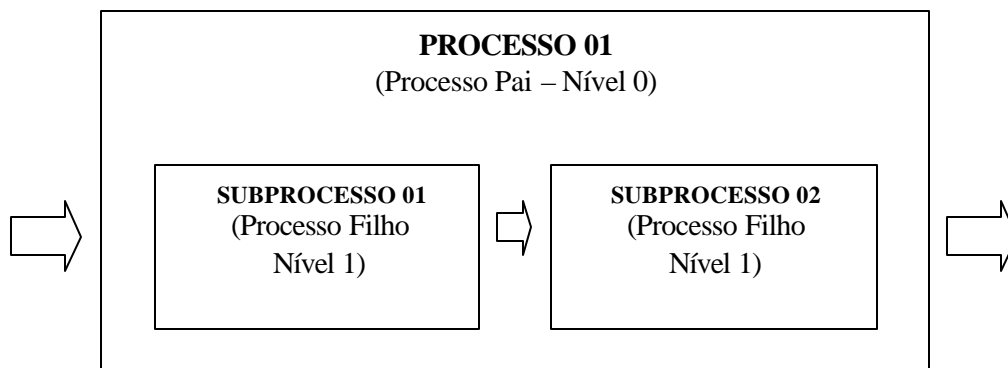 PROCESSO 01
(Processo Pai – Nível 0)
SUBPROCESSO 01
(Processo Filho
Nível 1)
SUBPROCESSO 02
(Processo Filho
Nível 1)